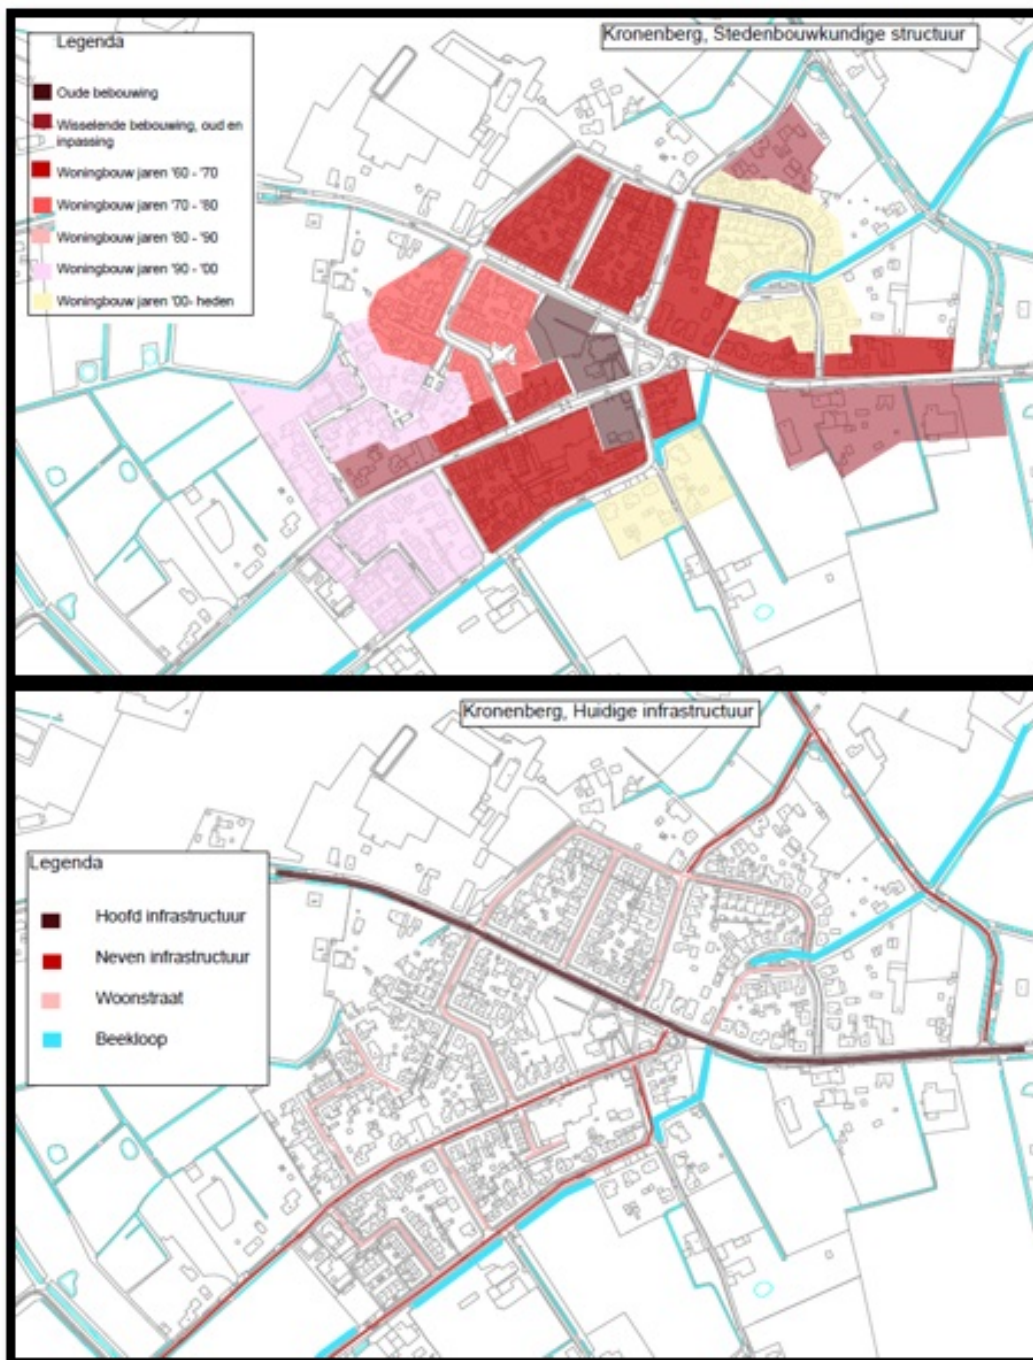 Legenda
Kronenberg, Stedenbouwkundige structuur
Oude bebouwing
Wisselende bebouwing, oud en
inpassing
Woningbouw jaren '60 - '70
Woningbouw jaren '70 - '80
Woningbouw jaren '80 - '90
Woningbouw jaren '90 - '00
Woningbouw jaren '00- heden
Kronenberg, Huidige infrastructuur
Legenda
Hoofd infrastructuur
Neven infrastructuur
Woonstraat
Beekloop